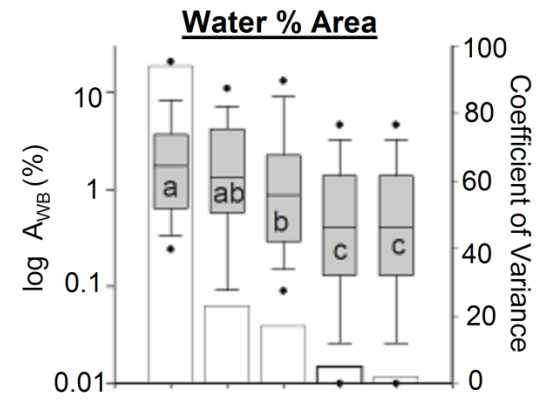 Water % Area
log A_WB (%)
10
1
0.1
0.01
a
ab
b
c
c
100
80
60
40
20
0
Coefficient of Variance